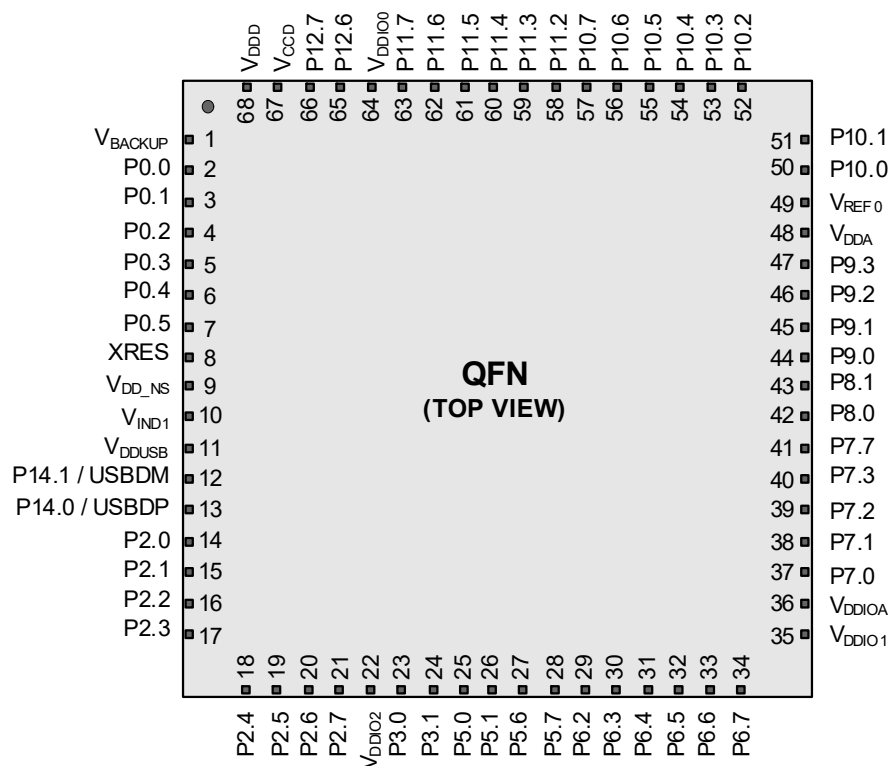 VDDD
VCCD
P12.7
P12.6
VDDIO0
P11.7
P11.6
P11.5
P11.4
P11.3
P11.2
P10.7
P10.6
P10.5
P10.4
P10.3
P10.2
68
67
66
65
64
63
62
61
60
59
58
57
56
55
54
53
52
VBACKUP 1
P0.0 2
P0.1 3
P0.2 4
P0.3 5
P0.4 6
P0.5 7
XRES 8
VDD_NS 9
VIND1 10
VDDUSB 11
P14.1 / USBDM 12
P14.0 / USBDP 13
P2.0 14
P2.1 15
P2.2 16
P2.3 17
QFN
(TOP VIEW)
51 P10.1
50 P10.0
49 VREF0
48 VDDA
47 P9.3
46 P9.2
45 P9.1
44 P9.0
43 P8.1
42 P8.0
41 P7.7
40 P7.3
39 P7.2
38 P7.1
37 P7.0
36 VDDIOA
35 VDDIO1
18
19
20
21
22
23
24
25
26
27
28
29
30
31
32
33
34
P2.4
P2.5
P2.6
P2.7
VDDIO2
P3.0
P3.1
P5.0
P5.1
P5.6
P5.7
P6.2
P6.3
P6.4
P6.5
P6.6
P6.7